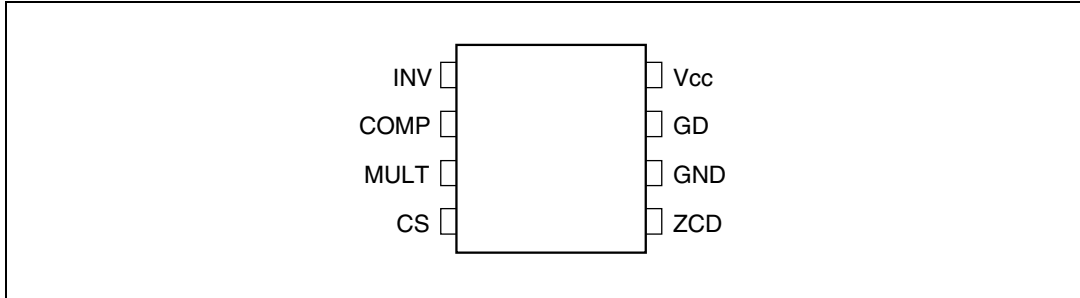 INV Vcc
COMP GD
MULT GND
CS ZCD